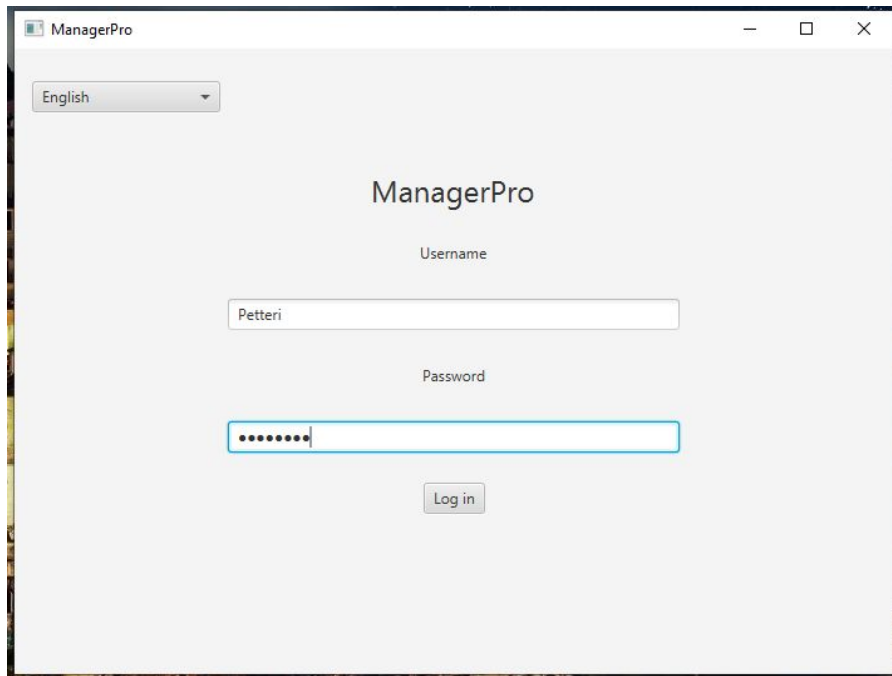 ManagerPro
English
ManagerPro
Username
Petteri
Password
••••••••
Log in